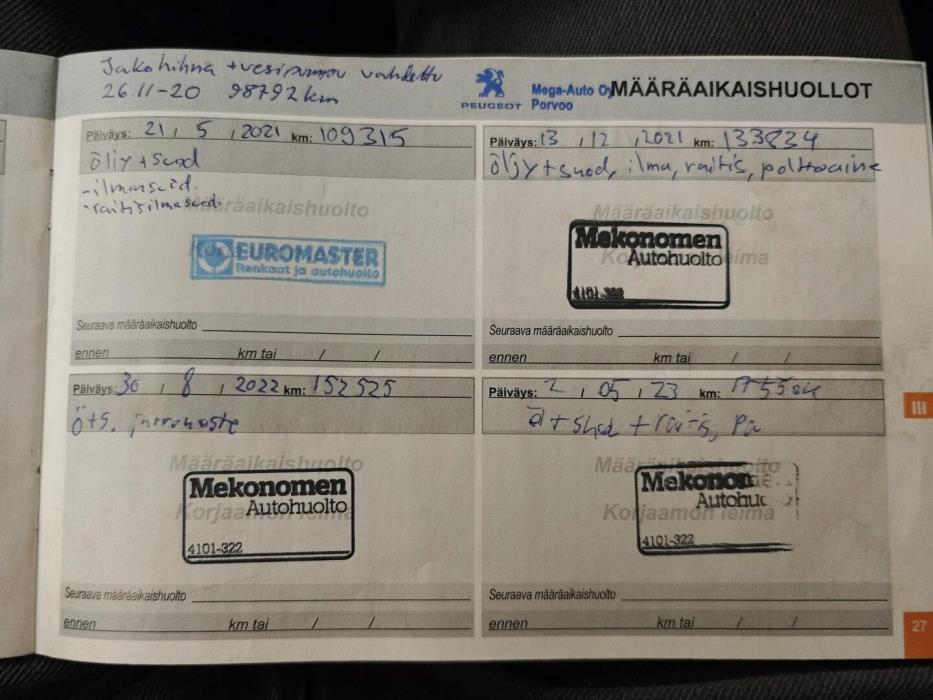 Jakohihna + vesipumppu vaihdettu
26.11-20 98792 km
PEUGEOT
Mega-Auto Oy
Porvoo
MÄÄRÄAIKAISHUOLLOT
Päiväys: 21 / 5 / 2021 km: 109315
öljy + suod
- ilmansuod.
- raitisilmasuod.
Määräaikaishuolto
EUROMASTER
Renkaat ja autohuolto
Seuraava määräaikaishuolto
ennen km tai / /
Päiväys: 13 / 12 / 2021 km: 133834
öljy + suod, ilma, raitis, polttoaine
Määräaikaishuolto
Mekonomen
Autohuolto
Korjaamon leima
4101-322
Seuraava määräaikaishuolto
ennen km tai / /
Päiväys: 30 / 8 / 2022 km: 152525
ö+s. jarruneste
Määräaikaishuolto
Mekonomen
Autohuolto
4101-322
Seuraava määräaikaishuolto
ennen km tai / /
Päiväys: 2 / 05 / 23 km:
ö + suod + raitis, pa
Määräaikaishuolto
Mekonomen
Autohuo
Korjaamon leima
4101-322
Seuraava määräaikaishuolto
ennen km tai / /
III
27